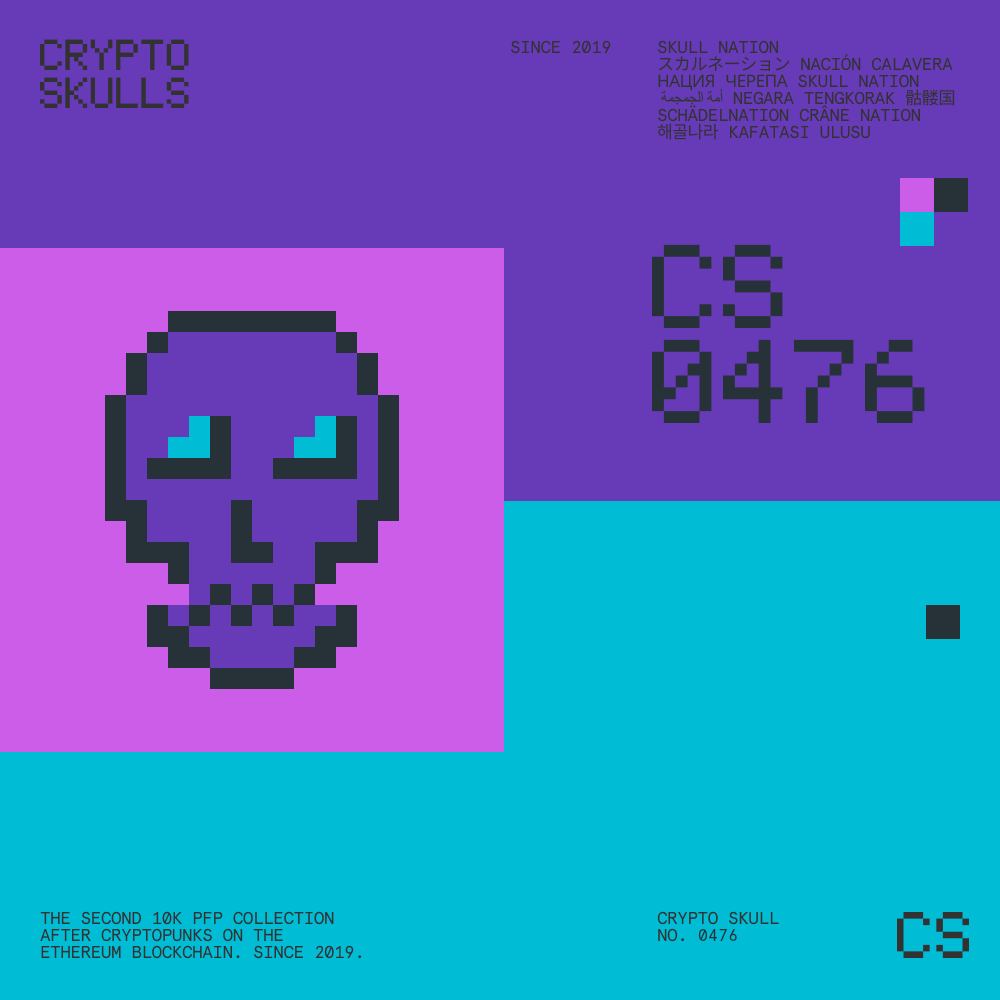 CRYPTO
SKULLS
SINCE 2019
SKULL NATION
スカルネーション NACIÓN CALAVERA
НАЦИЯ ЧЕРЕПА SKULL NATION
أمة الجمجمة NEGARA TENGKORAK 骷髅国
SCHÄDELNATION CRÂNE NATION
해골나라 KAFATASI ULUSU
CS
0476
THE SECOND 10K PFP COLLECTION
AFTER CRYPTOPUNKS ON THE
ETHEREUM BLOCKCHAIN. SINCE 2019.
CRYPTO SKULL
NO. 0476
CS